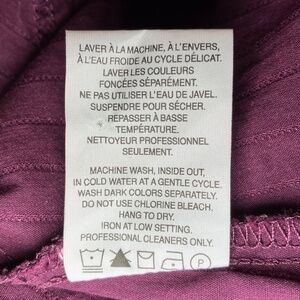 LAVER À LA MACHINE, À L'ENVERS,
À L'EAU FROIDE AU CYCLE DÉLICAT.
LAVER LES COULEURS
FONCÉES SÉPARÉMENT.
NE PAS UTILISER L'EAU DE JAVEL.
SUSPENDRE POUR SÉCHER.
REPASSER À BASSE
TEMPÉRATURE.
NETTOYEUR PROFESSIONNEL
SEULEMENT.
MACHINE WASH, INSIDE OUT,
IN COLD WATER AT A GENTLE CYCLE.
WASH DARK COLORS SEPARATELY.
DO NOT USE CHLORINE BLEACH.
HANG TO DRY.
IRON AT LOW SETTING.
PROFESSIONAL CLEANERS ONLY.
P